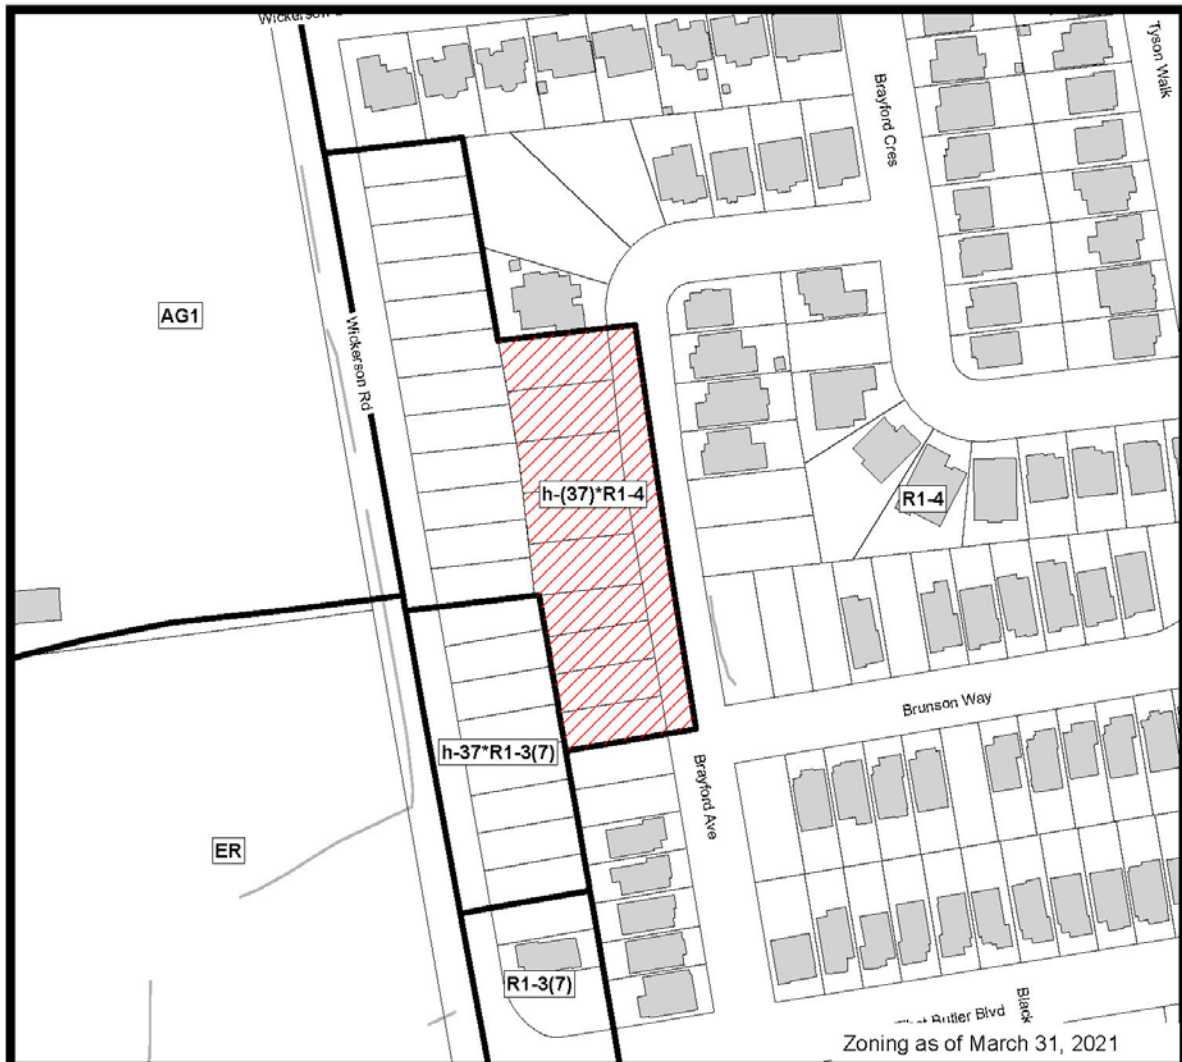 Wickerson
Tyson Walk
Brayford Cres
AG1
Wickerson Rd
h-(37)*R1-4
R1-4
Brunson Way
h-37*R1-3(7)
Brayford Ave
ER
R1-3(7)
Butler Blvd
Black
Zoning as of March 31, 2021